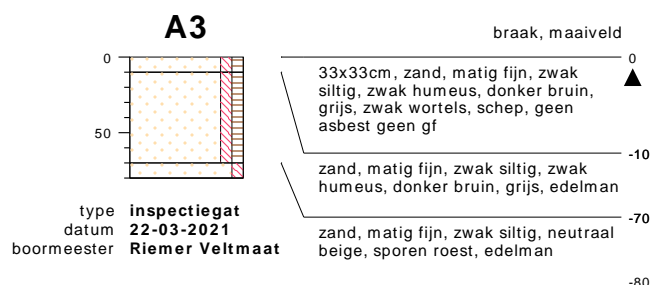 A3
braak, maaiveld
0
0
33x33cm, zand, matig fijn, zwak
siltig, zwak humeus, donker bruin,
grijs, zwak wortels, schep, geen
asbest geen gf
50
-10
zand, matig fijn, zwak siltig, zwak
humeus, donker bruin, grijs, edelman
-70
type inspectiegat
datum 22-03-2021
boormeester Riemer Veltmaat
zand, matig fijn, zwak siltig, neutraal
beige, sporen roest, edelman
-80